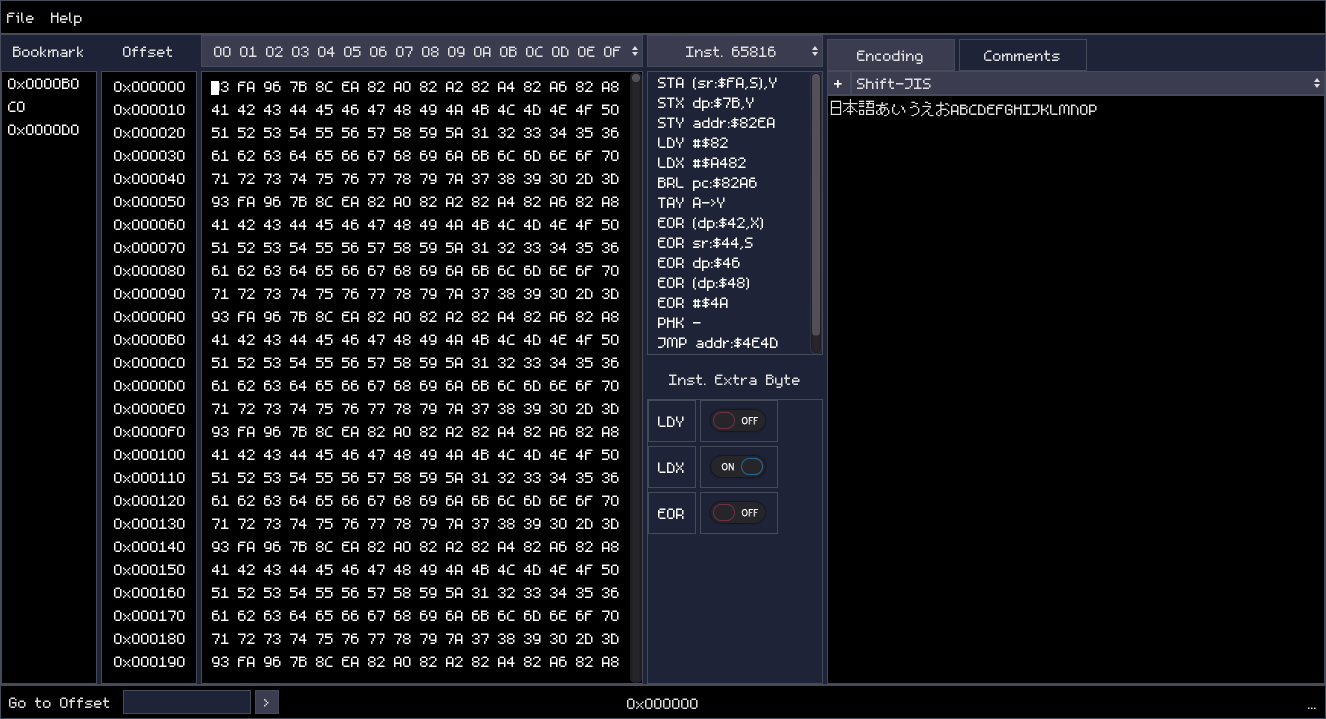 File Help
Bookmark Offset 00 01 02 03 04 05 06 07 08 09 0A 0B 0C 0D 0E 0F Inst. 65816 Encoding Comments
0x0000B0
C0
0x0000D0
0x000000 93 FA 96 7B 8C EA 82 A0 82 A2 82 A4 82 A6 82 A8
0x000010 41 42 43 44 45 46 47 48 49 4A 4B 4C 4D 4E 4F 50
0x000020 51 52 53 54 55 56 57 58 59 5A 31 32 33 34 35 36
0x000030 61 62 63 64 65 66 67 68 69 6A 6B 6C 6D 6E 6F 70
0x000040 71 72 73 74 75 76 77 78 79 7A 37 38 39 30 2D 3D
0x000050 93 FA 96 7B 8C EA 82 A0 82 A2 82 A4 82 A6 82 A8
0x000060 41 42 43 44 45 46 47 48 49 4A 4B 4C 4D 4E 4F 50
0x000070 51 52 53 54 55 56 57 58 59 5A 31 32 33 34 35 36
0x000080 61 62 63 64 65 66 67 68 69 6A 6B 6C 6D 6E 6F 70
0x000090 71 72 73 74 75 76 77 78 79 7A 37 38 39 30 2D 3D
0x0000A0 93 FA 96 7B 8C EA 82 A0 82 A2 82 A4 82 A6 82 A8
0x0000B0 41 42 43 44 45 46 47 48 49 4A 4B 4C 4D 4E 4F 50
0x0000C0 51 52 53 54 55 56 57 58 59 5A 31 32 33 34 35 36
0x0000D0 61 62 63 64 65 66 67 68 69 6A 6B 6C 6D 6E 6F 70
0x0000E0 71 72 73 74 75 76 77 78 79 7A 37 38 39 30 2D 3D
0x0000F0 93 FA 96 7B 8C EA 82 A0 82 A2 82 A4 82 A6 82 A8
0x000100 41 42 43 44 45 46 47 48 49 4A 4B 4C 4D 4E 4F 50
0x000110 51 52 53 54 55 56 57 58 59 5A 31 32 33 34 35 36
0x000120 61 62 63 64 65 66 67 68 69 6A 6B 6C 6D 6E 6F 70
0x000130 71 72 73 74 75 76 77 78 79 7A 37 38 39 30 2D 3D
0x000140 93 FA 96 7B 8C EA 82 A0 82 A2 82 A4 82 A6 82 A8
0x000150 41 42 43 44 45 46 47 48 49 4A 4B 4C 4D 4E 4F 50
0x000160 51 52 53 54 55 56 57 58 59 5A 31 32 33 34 35 36
0x000170 61 62 63 64 65 66 67 68 69 6A 6B 6C 6D 6E 6F 70
0x000180 71 72 73 74 75 76 77 78 79 7A 37 38 39 30 2D 3D
0x000190 93 FA 96 7B 8C EA 82 A0 82 A2 82 A4 82 A6 82 A8
STA (sr:$FA,S),Y
STX dp:$7B,Y
STY addr:$82EA
LDY #$82
LDX #$A482
BRL pc:$82A6
TAY A->Y
EOR (dp:$42,X)
EOR sr:$44,S
EOR dp:$46
EOR (dp:$48)
EOR #$4A
PHK -
JMP addr:$4E4D
Inst. Extra Byte
LDY OFF
LDX ON
EOR OFF
+ Shift-JIS
日本語あいうえおABCDEFGHIJKLMNOP
Go to Offset > 0x000000 ...